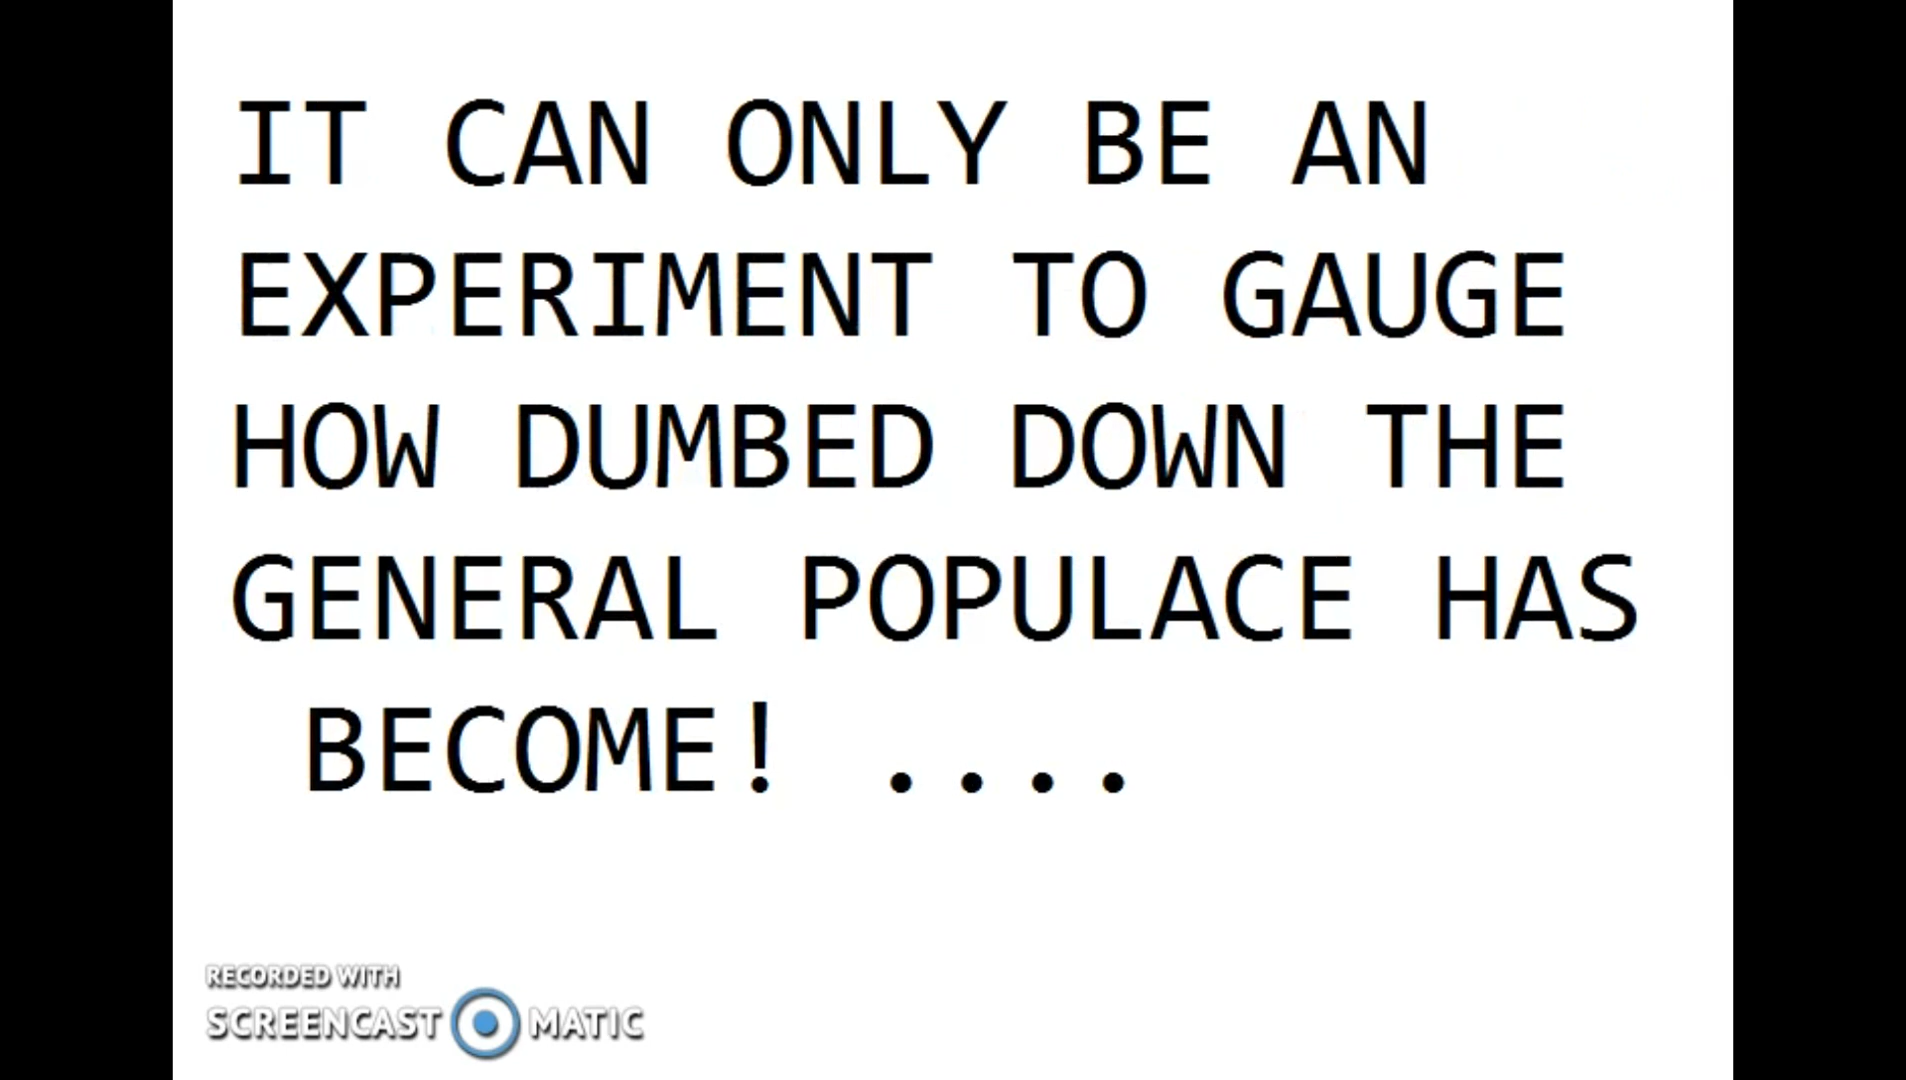 IT CAN ONLY BE AN
EXPERIMENT TO GAUGE
HOW DUMBED DOWN THE
GENERAL POPULACE HAS
BECOME! ....
RECORDED WITH
SCREENCAST MATIC